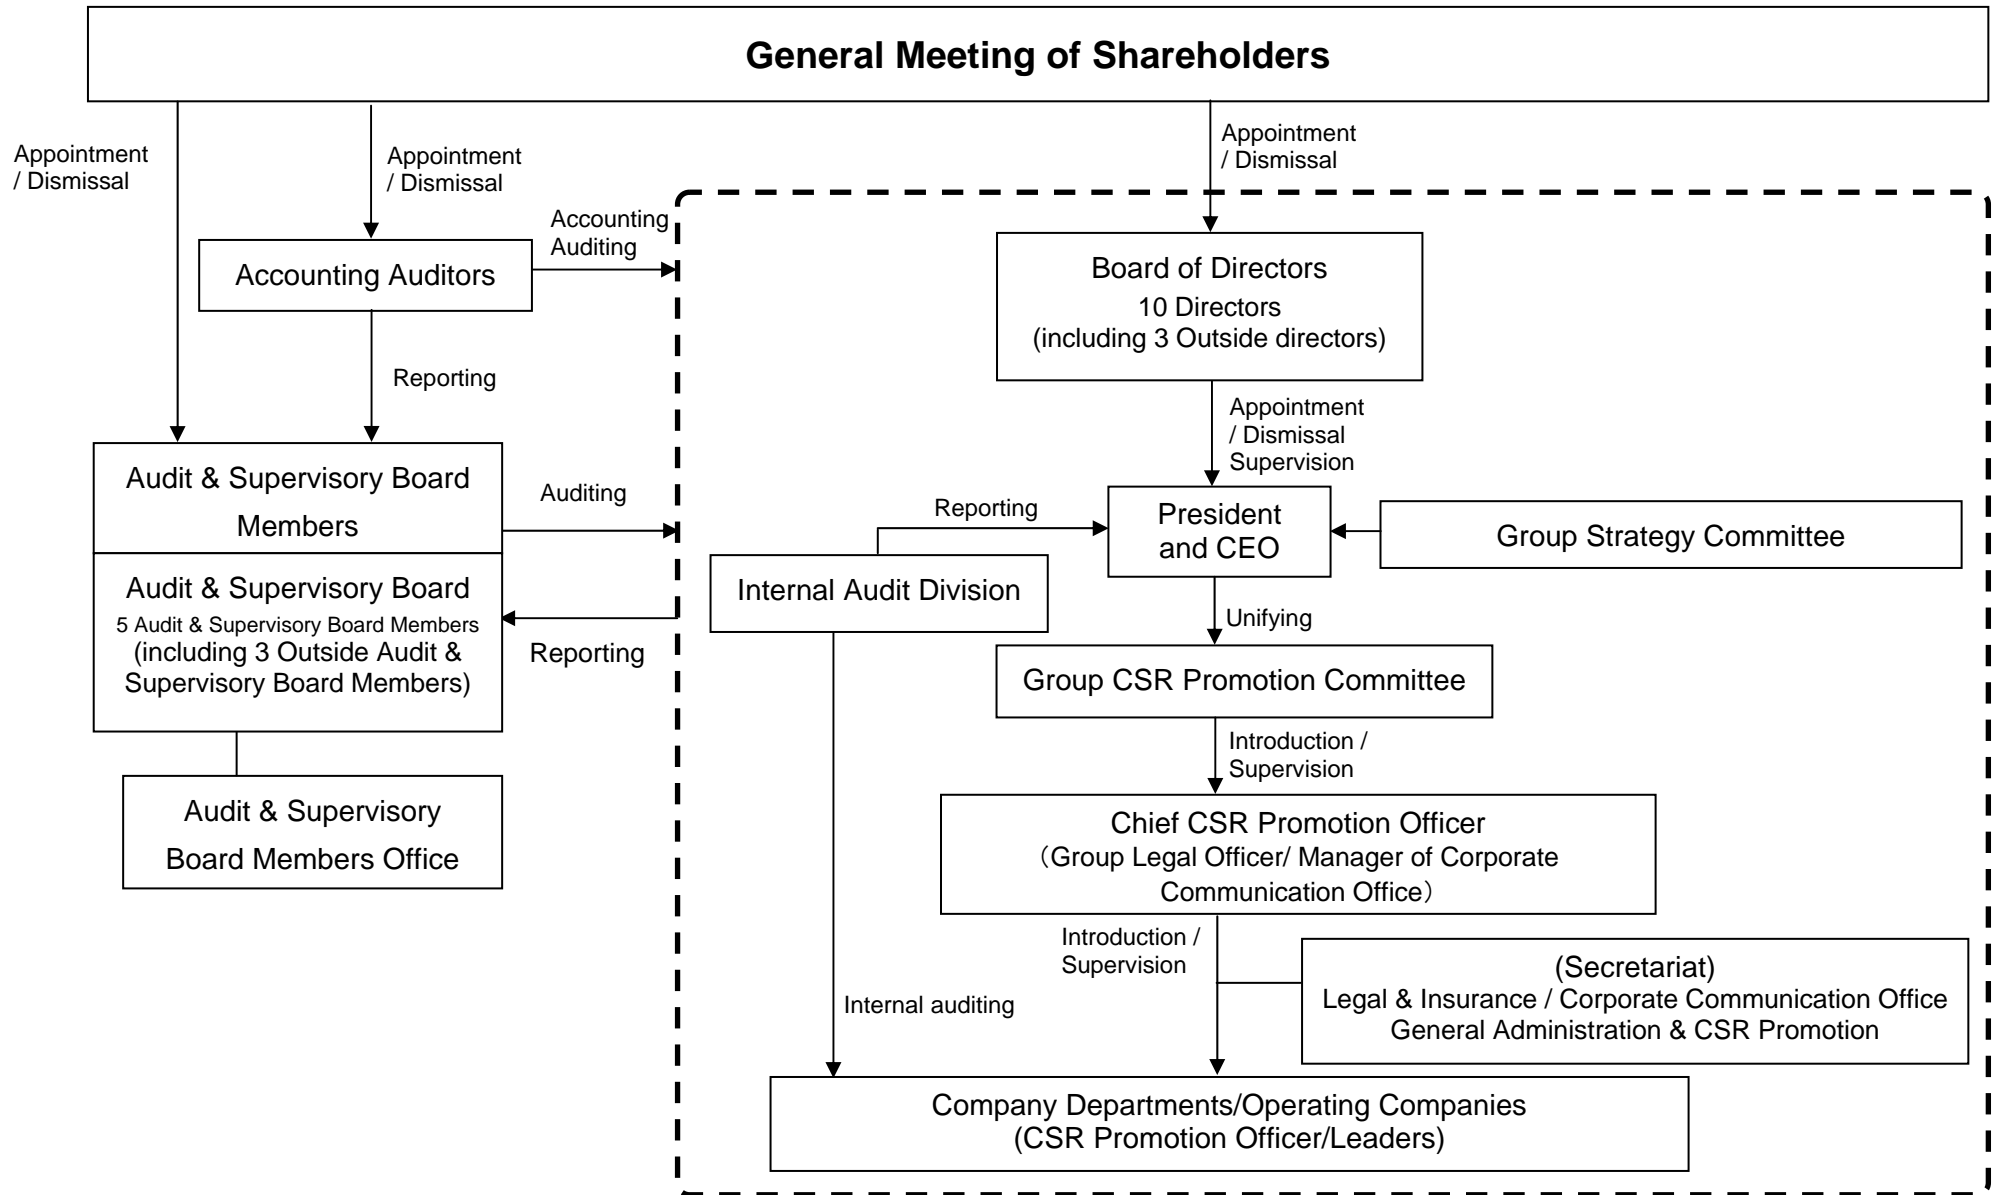 General Meeting of Shareholders
Appointment
/ Dismissal
Appointment
/ Dismissal
Appointment
/ Dismissal
Accounting
Auditing
Accounting Auditors
Board of Directors
10 Directors
(including 3 Outside directors)
Reporting
Appointment
/ Dismissal
Supervision
Audit & Supervisory Board
Members
Auditing
Reporting
President
and CEO
Group Strategy Committee
Audit & Supervisory Board
5 Audit & Supervisory Board Members
(including 3 Outside Audit &
Supervisory Board Members)
Reporting
Internal Audit Division
Unifying
Group CSR Promotion Committee
Introduction /
Supervision
Audit & Supervisory
Board Members Office
Chief CSR Promotion Officer
（Group Legal Officer/ Manager of Corporate
Communication Office）
Introduction /
Supervision
(Secretariat)
Legal & Insurance / Corporate Communication Office
General Administration & CSR Promotion
Internal auditing
Company Departments/Operating Companies
(CSR Promotion Officer/Leaders)